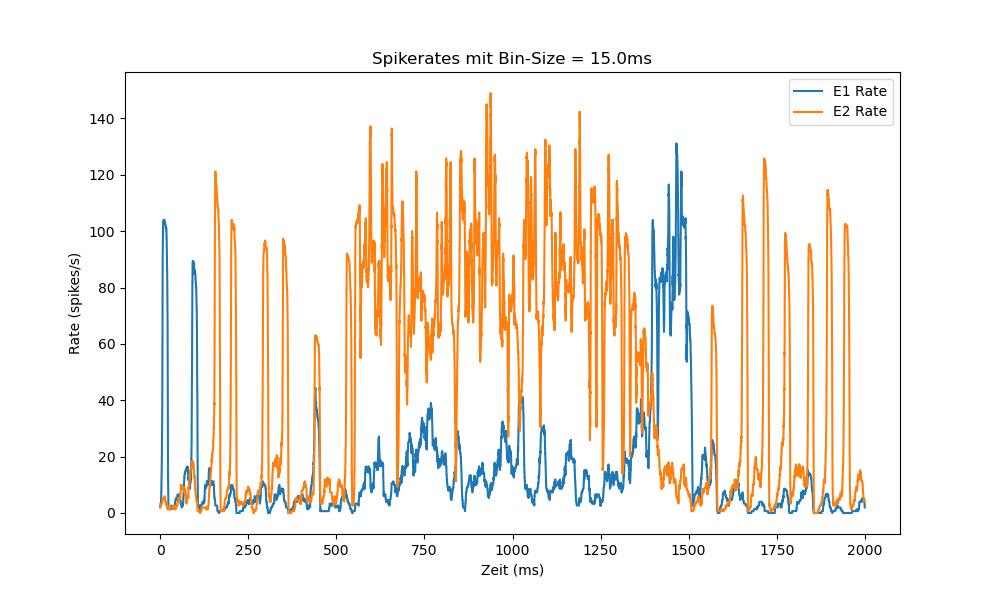 Spikerates mit Bin-Size = 15.0ms
E1 Rate
E2 Rate
140
120
100
80
60
40
20
0
Rate (spikes/s)
0 250 500 750 1000 1250 1500 1750 2000
Zeit (ms)